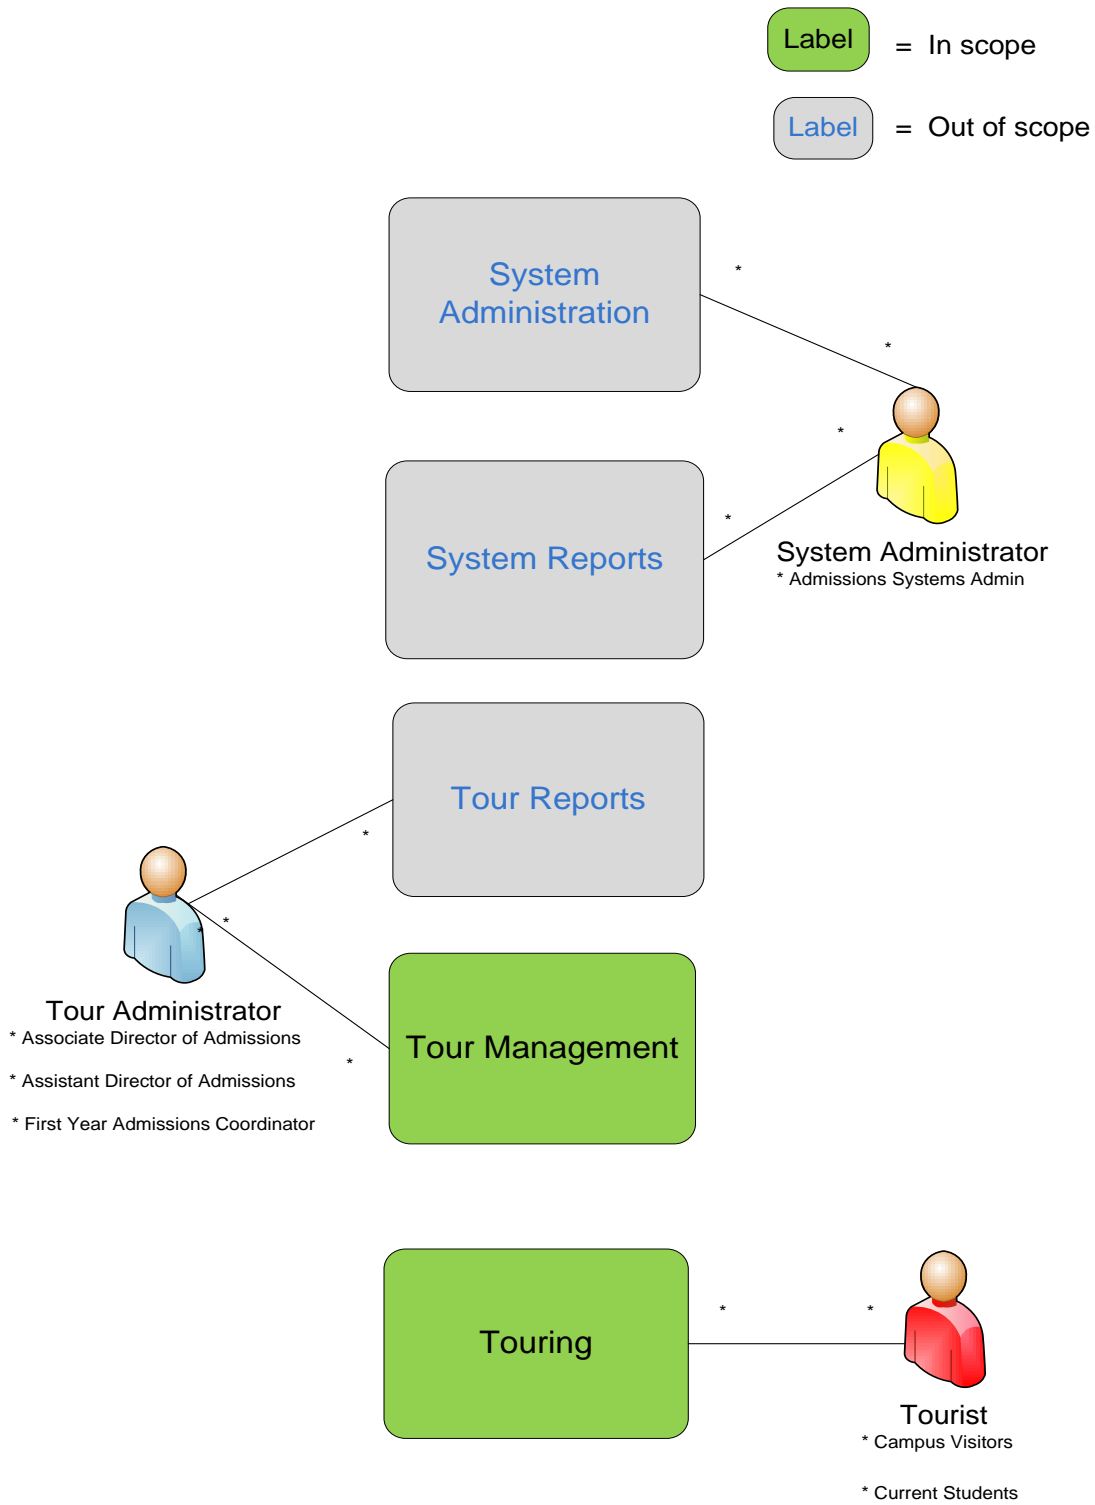 Label = In scope
Label = Out of scope
System
Administration
*
*
*
*
System Reports
System Administrator
* Admissions Systems Admin
Tour Reports
*
*
*
Tour Administrator
* Associate Director of Admissions
* Assistant Director of Admissions
* First Year Admissions Coordinator
Tour Management
*
Touring
* *
Tourist
* Campus Visitors
* Current Students